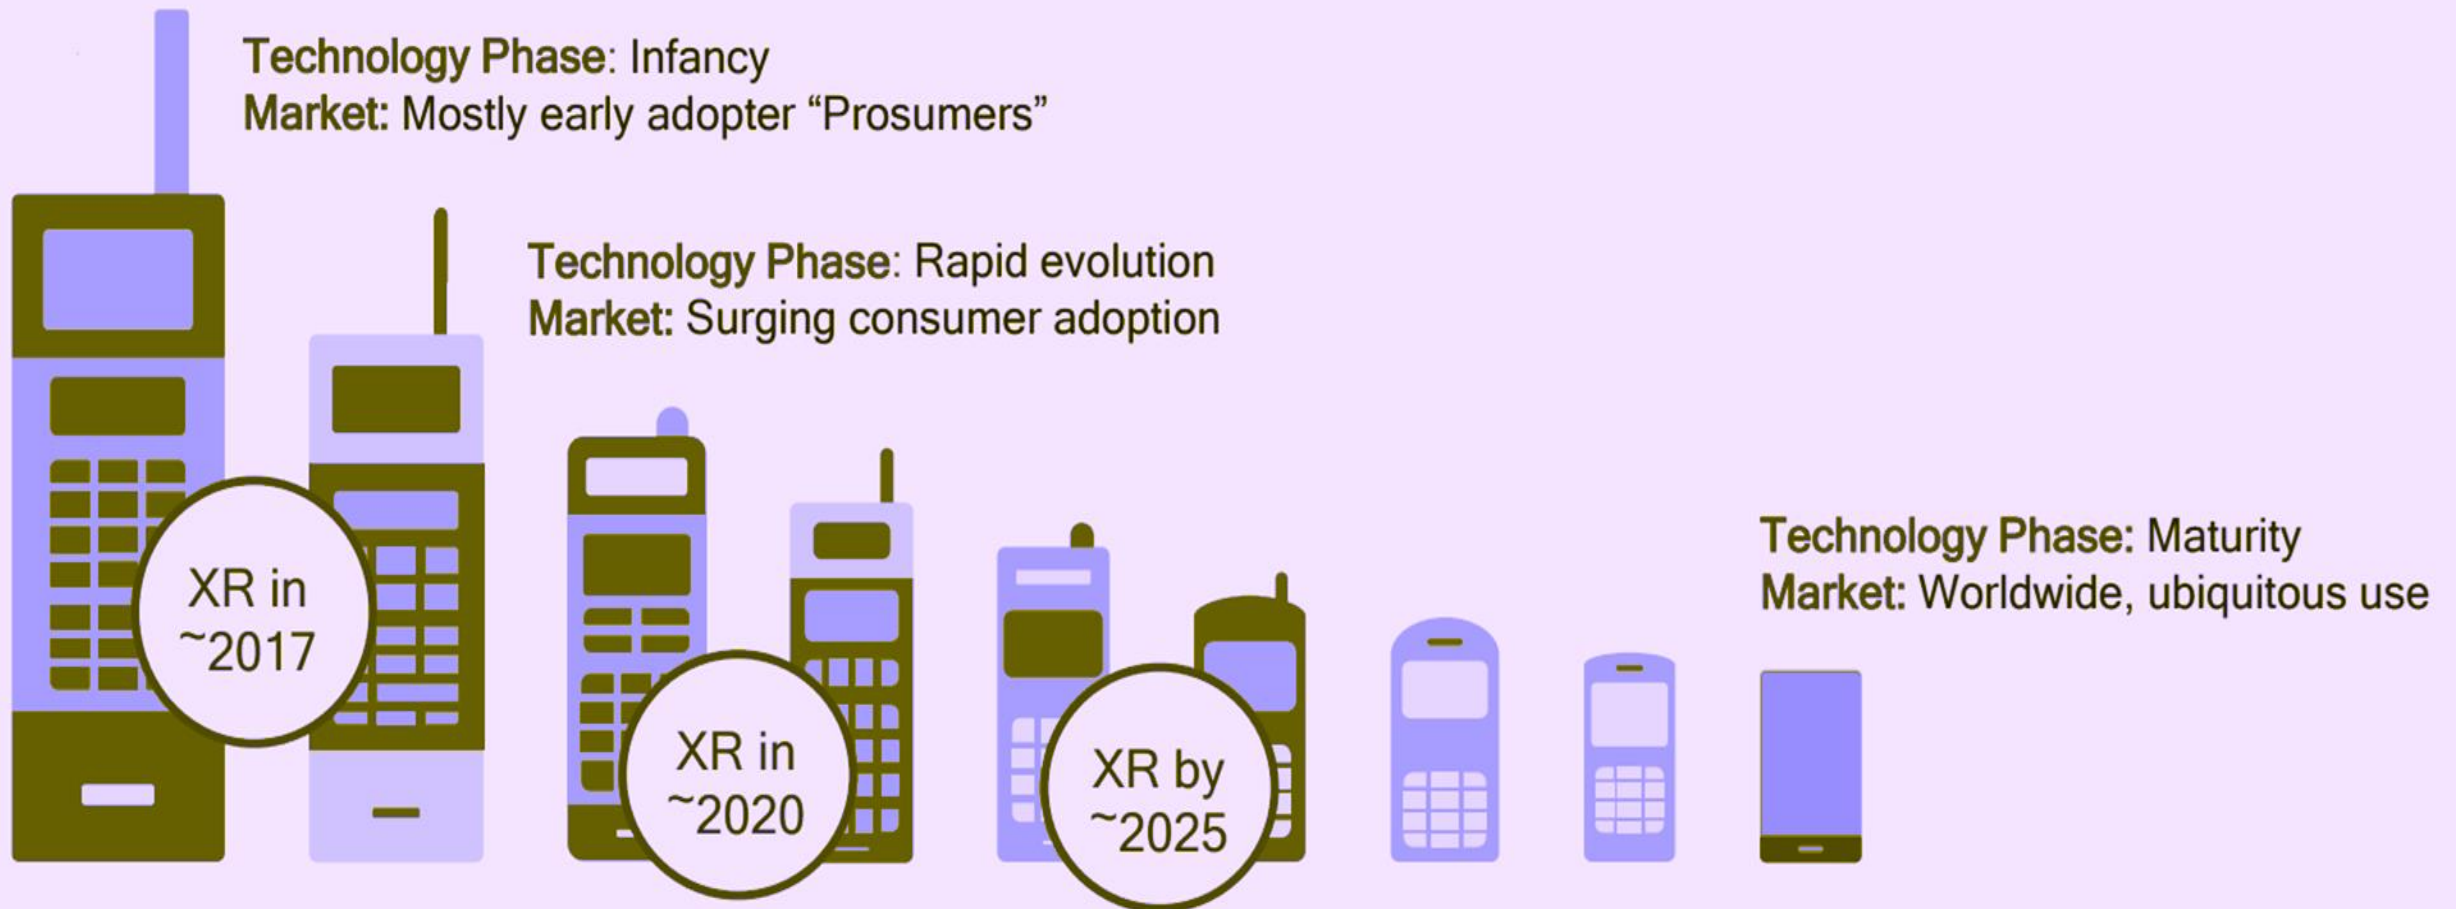 Technology Phase: Infancy
Market: Mostly early adopter “Prosumers”
Technology Phase: Rapid evolution
Market: Surging consumer adoption
Technology Phase: Maturity
Market: Worldwide, ubiquitous use
XR in
~2017
XR in
~2020
XR by
~2025